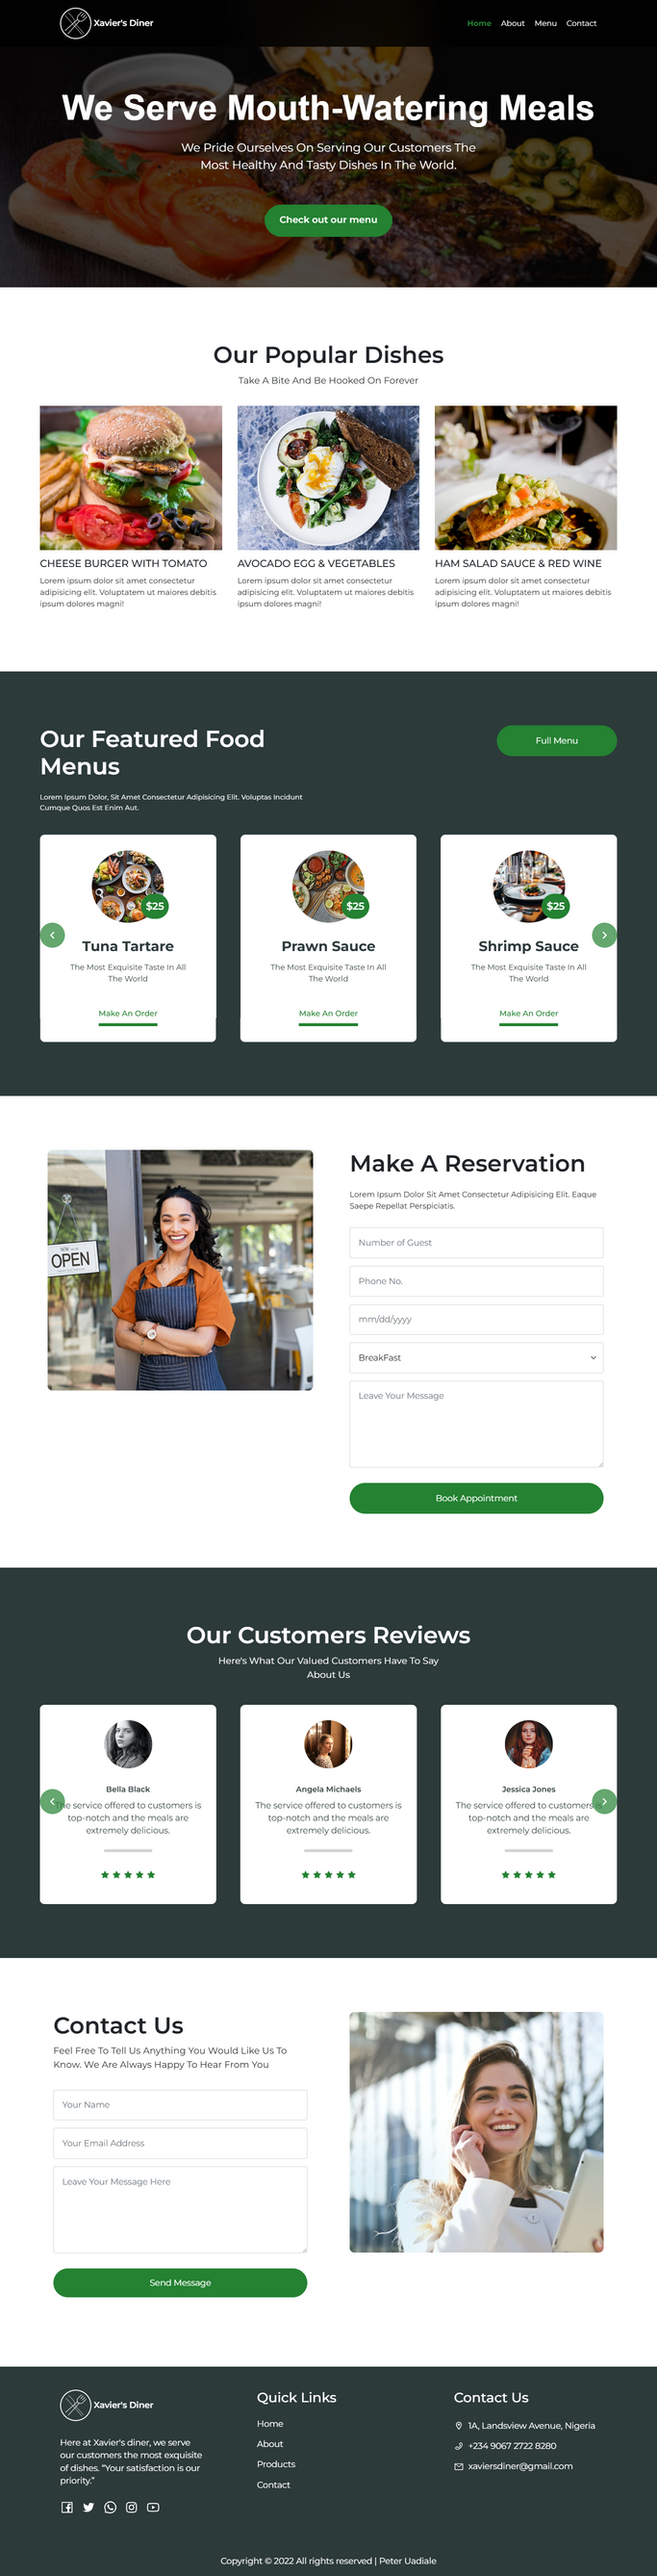 Xavier's Diner
Home About Menu Contact
We Serve Mouth-Watering Meals
We Pride Ourselves On Serving Our Customers The
Most Healthy And Tasty Dishes In The World.
Check out our menu
Our Popular Dishes
Take A Bite And Be Hooked On Forever
CHEESE BURGER WITH TOMATO
Lorem ipsum dolor sit amet consectetur
adipisicing elit. Voluptatem ut maiores debitis
ipsum dolores magni!
AVOCADO EGG & VEGETABLES
Lorem ipsum dolor sit amet consectetur
adipisicing elit. Voluptatem ut maiores debitis
ipsum dolores magni!
HAM SALAD SAUCE & RED WINE
Lorem ipsum dolor sit amet consectetur
adipisicing elit. Voluptatem ut maiores debitis
ipsum dolores magni!
Our Featured Food
Menus
Full Menu
Lorem Ipsum Dolor, Sit Amet Consectetur Adipisicing Elit. Voluptas Incidunt
Cumque Quos Est Enim Aut.
$25
Tuna Tartare
The Most Exquisite Taste In All
The World
Make An Order
$25
Prawn Sauce
The Most Exquisite Taste In All
The World
Make An Order
$25
Shrimp Sauce
The Most Exquisite Taste In All
The World
Make An Order
OPEN
Make A Reservation
Lorem Ipsum Dolor Sit Amet Consectetur Adipisicing Elit. Eaque
Saepe Repellat Perspiciatis.
Number of Guest
Phone No.
mm/dd/yyyy
BreakFast
Leave Your Message
Book Appointment
Our Customers Reviews
Here's What Our Valued Customers Have To Say
About Us
Bella Black
The service offered to customers is
top-notch and the meals are
extremely delicious.
Angela Michaels
The service offered to customers is
top-notch and the meals are
extremely delicious.
Jessica Jones
The service offered to customers is
top-notch and the meals are
extremely delicious.
Contact Us
Feel Free To Tell Us Anything You Would Like Us To
Know. We Are Always Happy To Hear From You
Your Name
Your Email Address
Leave Your Message Here
Send Message
Xavier's Diner
Here at Xavier's diner, we serve
our customers the most exquisite
of dishes. "Your satisfaction is our
priority."
Quick Links
Home
About
Products
Contact
Contact Us
1A, Landsview Avenue, Nigeria
+234 9067 2722 8280
xaviersdiner@gmail.com
Copyright © 2022 All rights reserved | Peter Uadiale